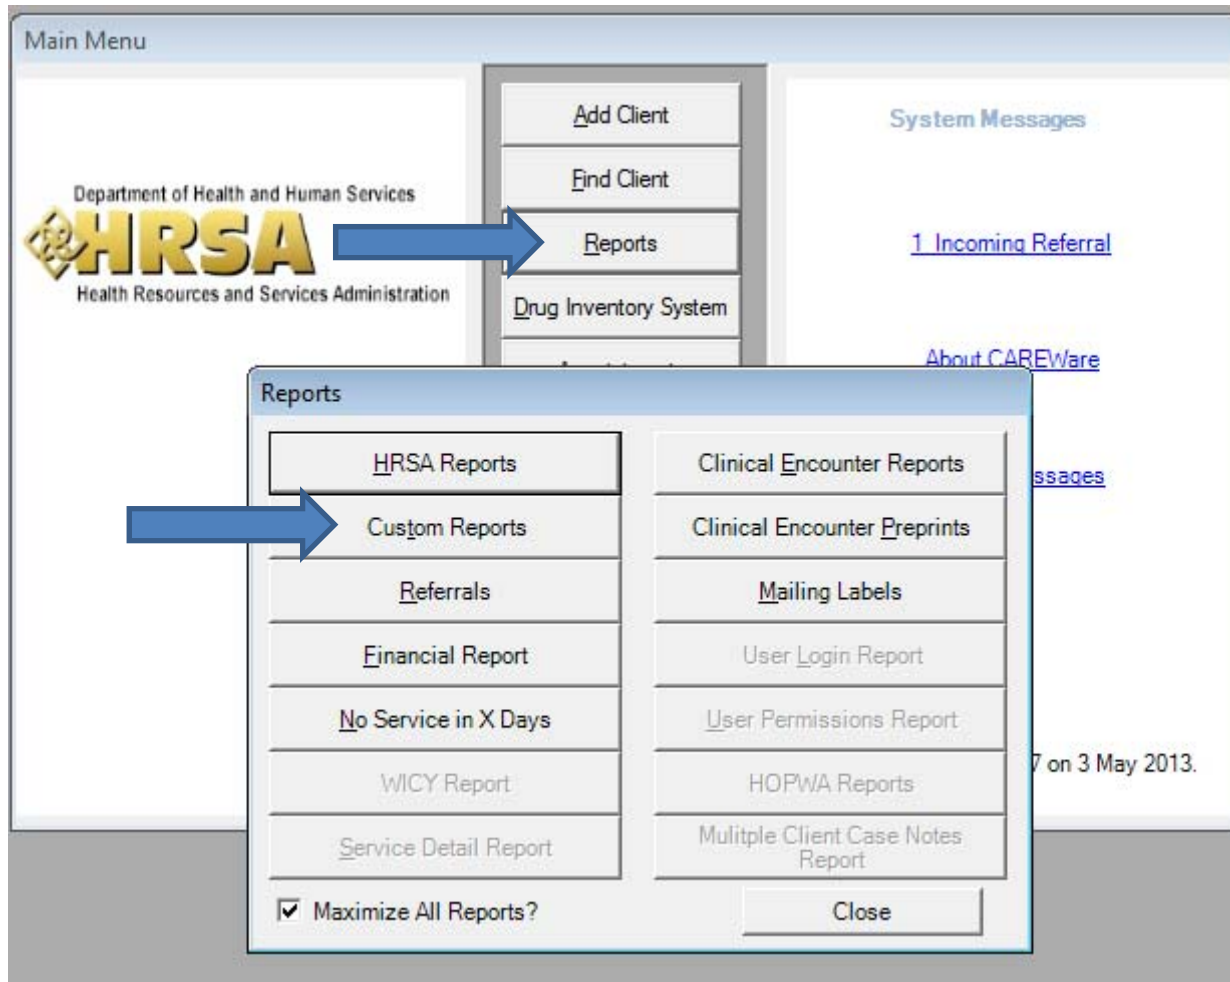 Main Menu
Add Client
System Messages
Find Client
Department of Health and Human Services
HRSA
Health Resources and Services Administration
Reports
1 Incoming Referral
Drug Inventory System
About CAREWare
Reports
HRSA Reports
Clinical Encounter Reports
ssages
Custom Reports
Clinical Encounter Preprints
Referrals
Mailing Labels
Financial Report
User Login Report
No Service in X Days
User Permissions Report
7 on 3 May 2013.
WICY Report
HOPWA Reports
Service Detail Report
Mulitple Client Case Notes
Report
Maximize All Reports?
Close